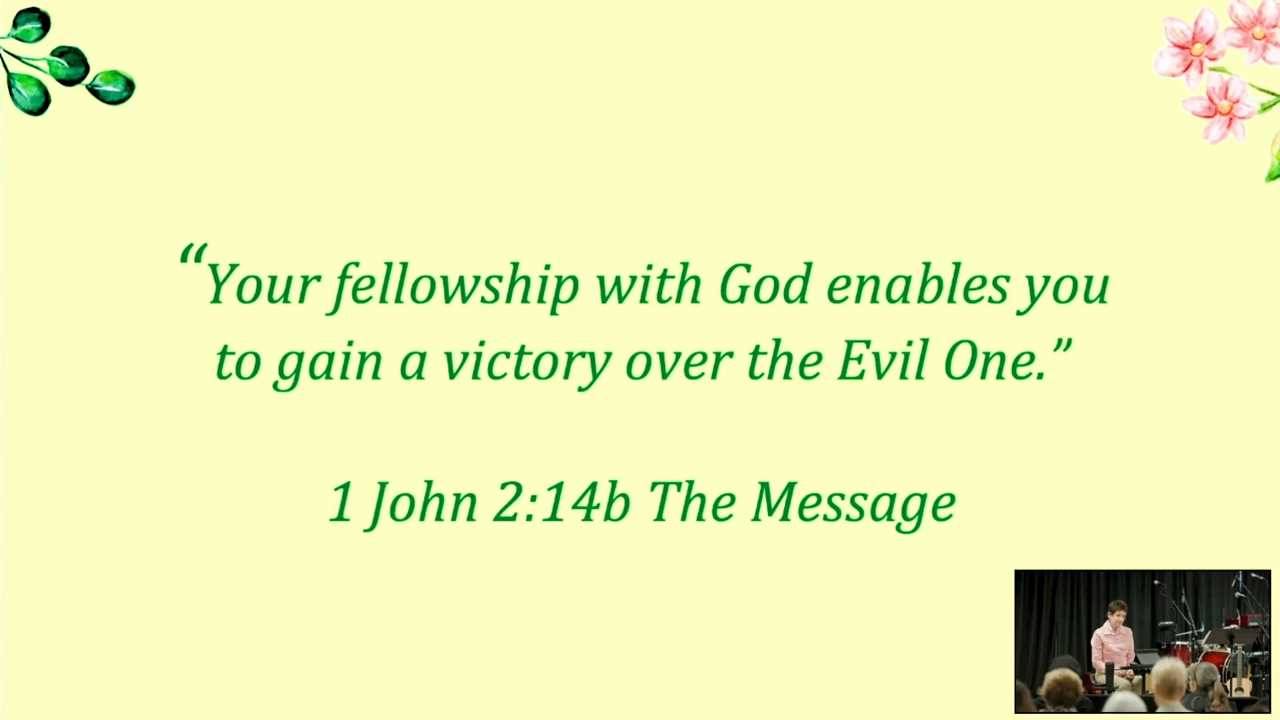 “Your fellowship with God enables you
to gain a victory over the Evil One.”
1 John 2:14b The Message